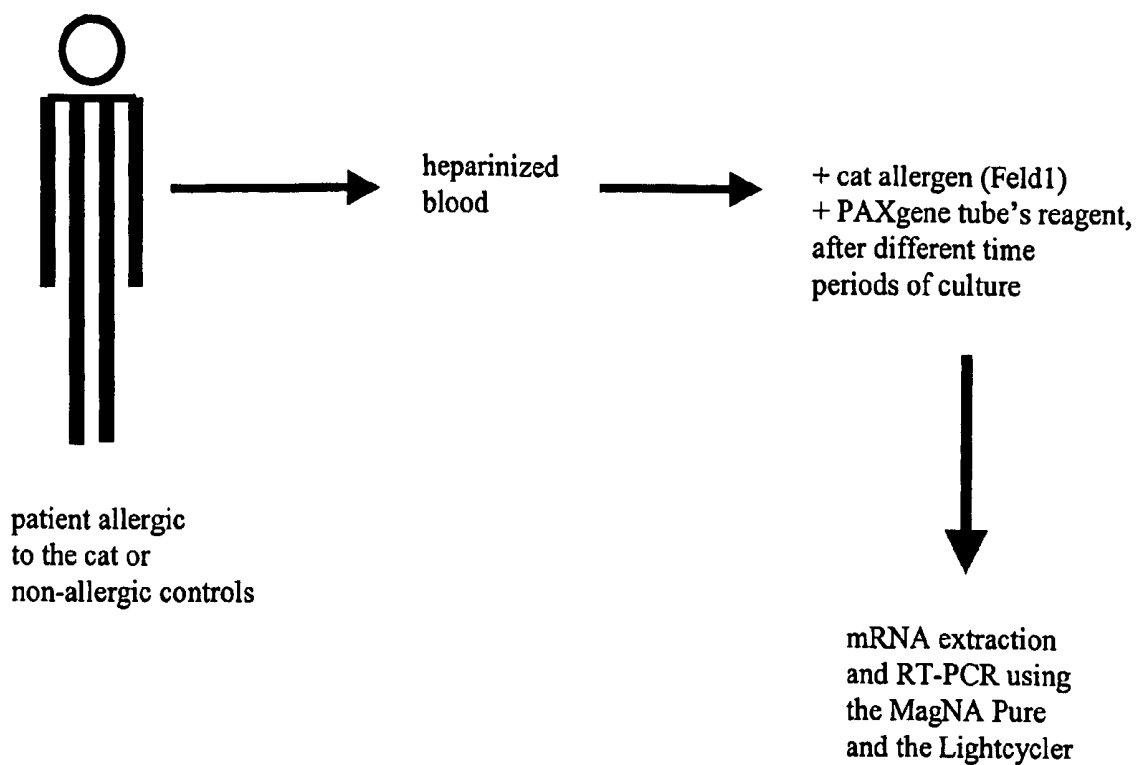 patient allergic
to the cat or
non-allergic controls
heparinized
blood
+ cat allergen (Feld1)
+ PAXgene tube's reagent,
after different time
periods of culture
mRNA extraction
and RT-PCR using
the MagNA Pure
and the Lightcycler